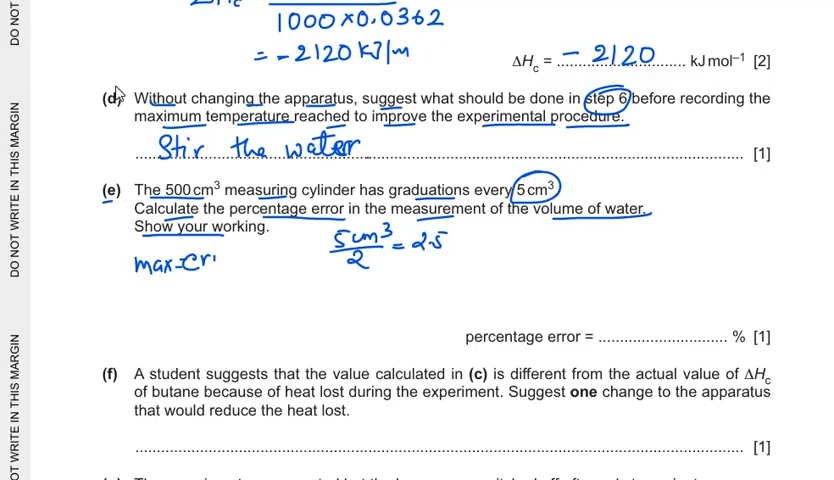 DO NOT
1000 × 0.0362
= -2120 KJ/m
ΔHc = -2120 kJ mol–1 [2]
(d) Without changing the apparatus, suggest what should be done in step 6 before recording the
maximum temperature reached to improve the experimental procedure.
Stir the water [1]
DO NOT WRITE IN THIS MARGIN
(e) The 500 cm3 measuring cylinder has graduations every 5 cm3
Calculate the percentage error in the measurement of the volume of water.
Show your working.
5cm3/2 = 2.5
max-Er
percentage error = .............................. % [1]
DO NOT WRITE IN THIS MARGIN
(f) A student suggests that the value calculated in (c) is different from the actual value of ΔHc
of butane because of heat lost during the experiment. Suggest one change to the apparatus
that would reduce the heat lost.
[1]
OT WRITE IN THIS MARGIN